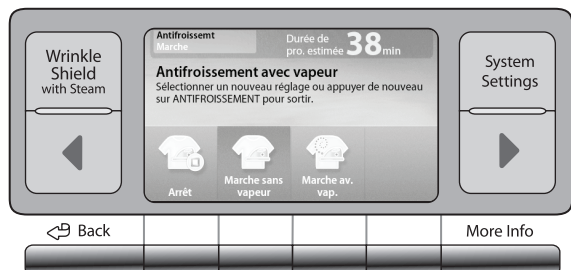 Wrinkle
Shield
with Steam
Antifroissemt
Marche
Durée de
pro. estimée 38 min
Antifroissement avec vapeur
Sélectionner un nouveau réglage ou appuyer de nouveau
sur ANTIFROISSEMENT pour sortir.
Arrêt
Marche sans
vapeur
Marche av.
vap.
System
Settings
Back
More Info